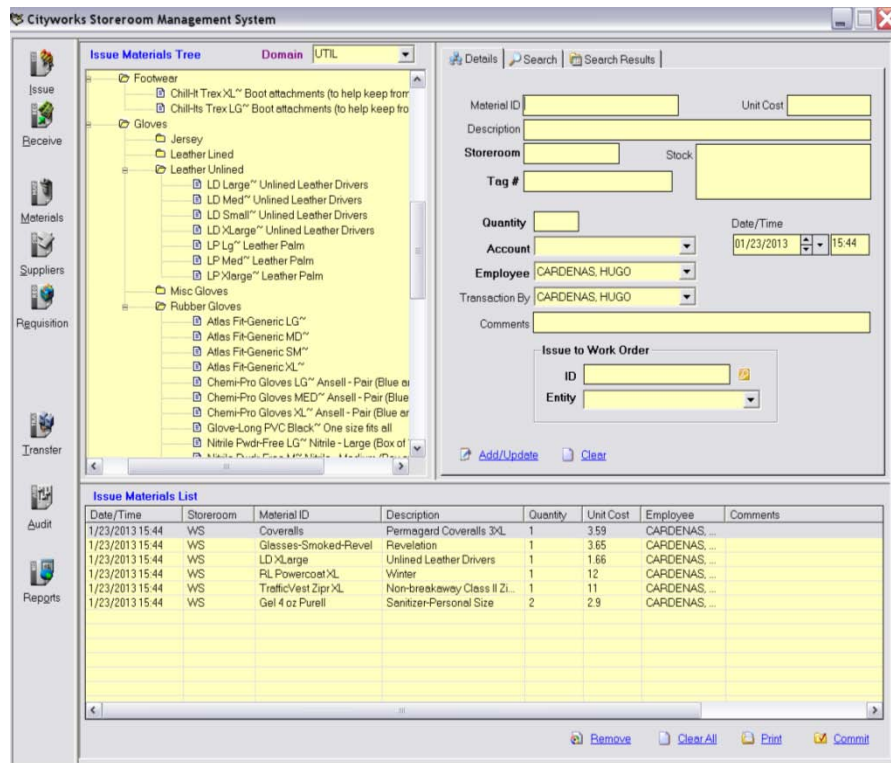 Cityworks Storeroom Management System
Issue
Receive
Materials
Suppliers
Requisition
Transfer
Audit
Reports
Issue Materials Tree Domain UTIL
Footwear
Chill-It Trex XL~ Boot attachments (to help keep from
Chill-Its Trex LG~ Boot attachments (to help keep fro
Gloves
Jersey
Leather Lined
Leather Unlined
LD Large~ Unlined Leather Drivers
LD Med~ Unlined Leather Drivers
LD Small~ Unlined Leather Drivers
LD XLarge~ Unlined Leather Drivers
LP Lg~ Leather Palm
LP Med~ Leather Palm
LP Xlarge~ Leather Palm
Misc Gloves
Rubber Gloves
Atlas Fit-Generic LG~
Atlas Fit-Generic MD~
Atlas Fit-Generic SM~
Atlas Fit-Generic XL~
Chemi-Pro Gloves LG~ Ansell - Pair (Blue ar
Chemi-Pro Gloves MED~ Ansell - Pair (Blue
Chemi-Pro Gloves XL~ Ansell - Pair (Blue ar
Glove-Long PVC Black~ One size fits all
Nitrile Pwdr-Free LG~ Nitrile - Large (Box of
Details Search Search Results
Material ID Unit Cost
Description
Storeroom Stock
Tag #
Quantity Date/Time
Account 01/23/2013 15:44
Employee CARDENAS, HUGO
Transaction By CARDENAS, HUGO
Comments
Issue to Work Order
ID
Entity
Add/Update Clear
Issue Materials List
Date/Time Storeroom Material ID Description Quantity Unit Cost Employee Comments
1/23/2013 15:44 WS Coveralls Permagard Coveralls 3XL 1 3.59 CARDENAS, ...
1/23/2013 15:44 WS Glasses-Smoked-Revel Revelation 1 3.65 CARDENAS, ...
1/23/2013 15:44 WS LD XLarge Unlined Leather Drivers 1 1.66 CARDENAS, ...
1/23/2013 15:44 WS RL Powercoat XL Winter 1 12 CARDENAS, ...
1/23/2013 15:44 WS TrafficVest Zipr XL Non-breakaway Class II Zi... 1 11 CARDENAS, ...
1/23/2013 15:44 WS Gel 4 oz Purell Sanitizer-Personal Size 2 2.9 CARDENAS, ...
Remove Clear All Print Commit